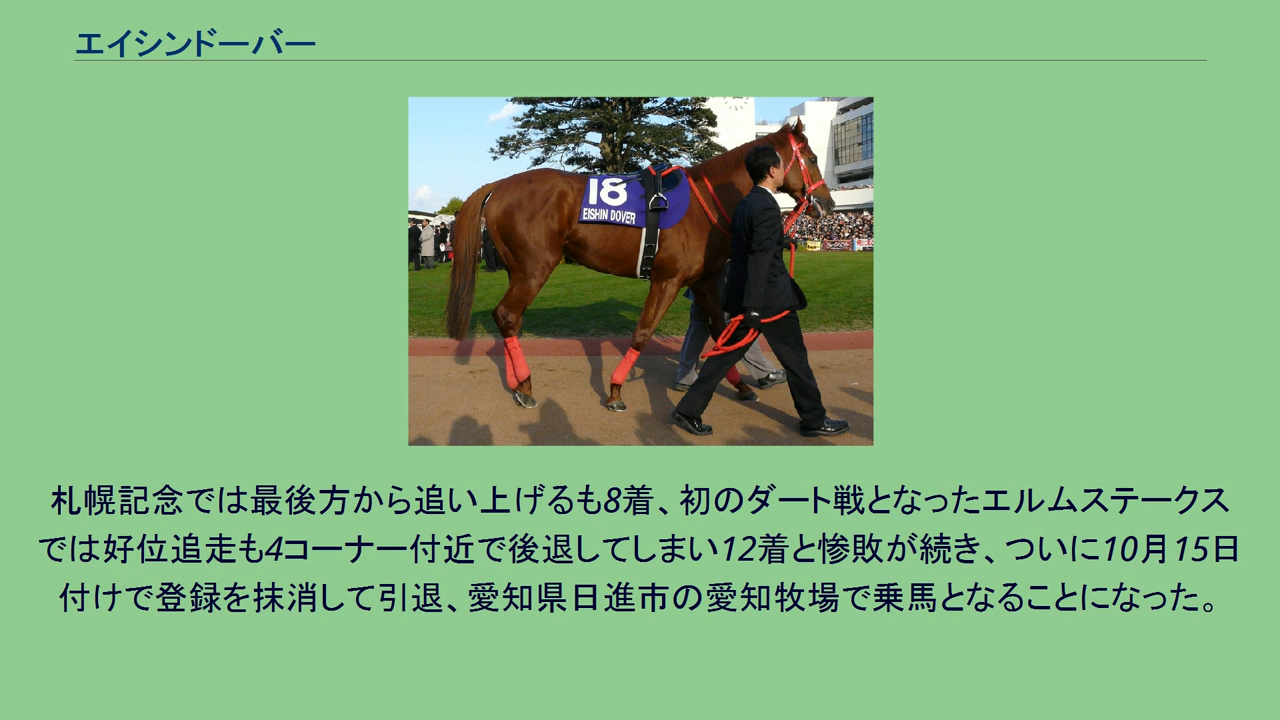 エイシンドーバー
18
EISHIN DOVER
札幌記念では最後方から追い上げるも8着、初のダート戦となったエルムステークス
では好位追走も4コーナー付近で後退してしまい12着と惨敗が続き、ついに10月15日
付けで登録を抹消して引退、愛知県日進市の愛知牧場で乗馬となることになった。